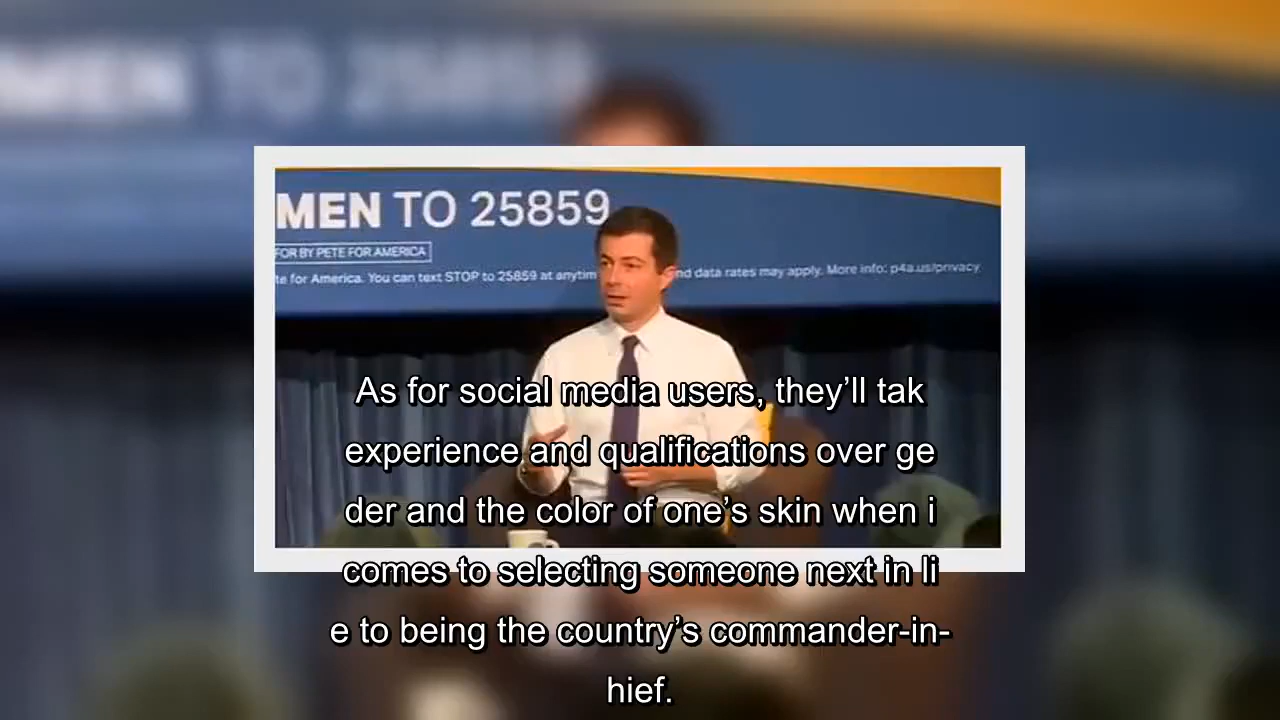 MEN TO 25859
FOR BY PETE FOR AMERICA
te for America. You can text STOP to 25859 at anytim nd data rates may apply. More info: p4a.us/privacy
As for social media users, they’ll tak
experience and qualifications over ge
der and the color of one’s skin when i
comes to selecting someone next in li
e to being the country’s commander-in-
hief.